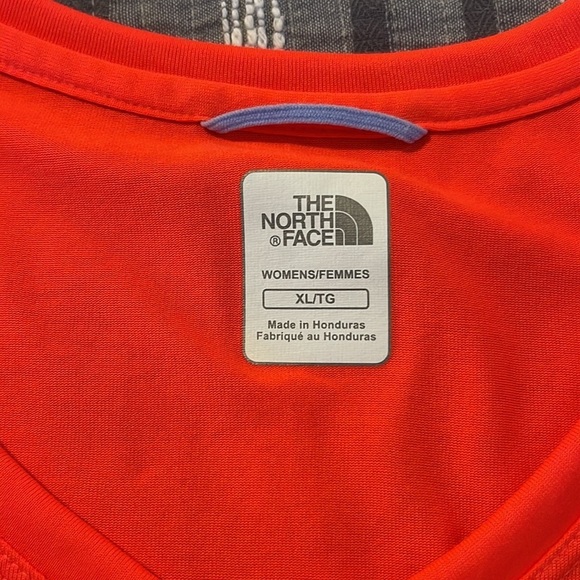 THE
NORTH
® FACE
WOMENS/FEMMES
XL/TG
Made in Honduras
Fabriqué au Honduras